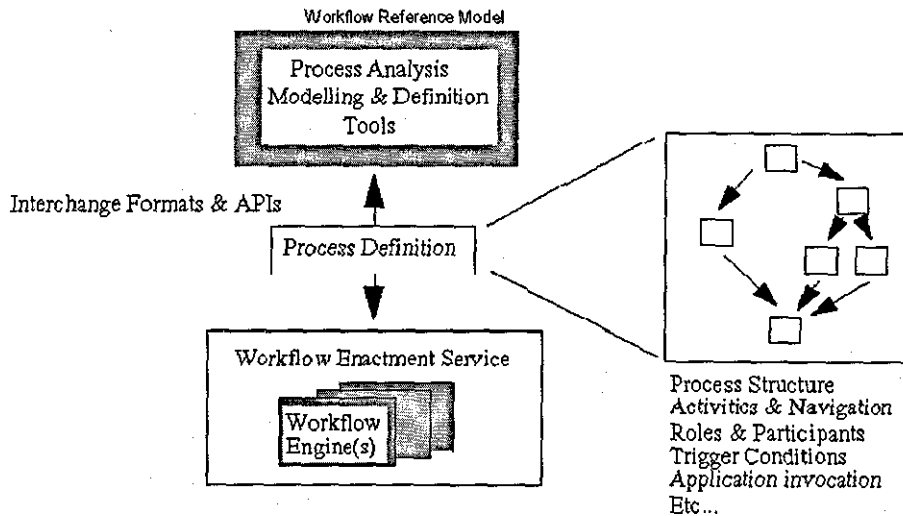 Workflow Reference Model
Process Analysis
Modelling & Definition
Tools
Interchange Formats & APIs
Process Definition
Workflow Enactment Service
Workflow
Engine(s)
Process Structure
Activities & Navigation
Roles & Participants
Trigger Conditions
Application invocation
Etc...